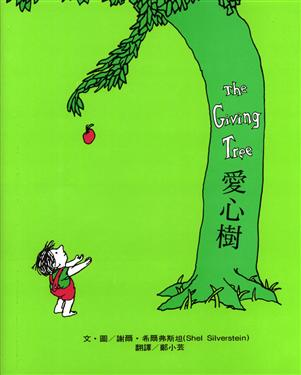 The
Giving
Tree
愛心樹
文・圖/謝爾・希爾弗斯坦(Shel Silverstein)
翻譯/鄭小芸